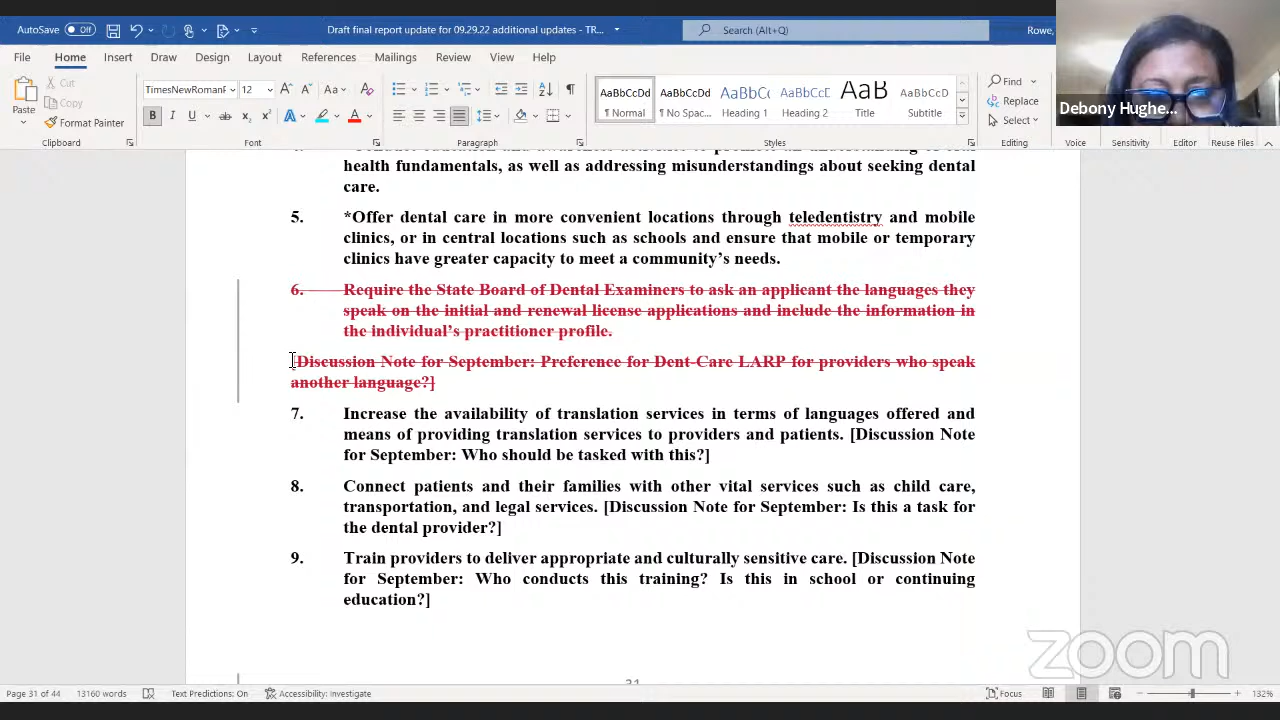 AutoSave Off Draft final report update for 09.29.22 additional updates - TR... Search (Alt+Q) Rowe,
File Home Insert Draw Design Layout References Mailings Review View Help
Debony Hughe...
Paste Cut Copy Format Painter
TimesNewRomanP 12
AaBbCcDd AaBbCcDd AaBbCcC AaBbCcC AaB AaBbCcD
¶ Normal ¶ No Spac... Heading 1 Heading 2 Title Subtitle
Find Replace Select
Clipboard Font Paragraph Styles Editing Voice Sensitivity Editor Reuse Files
health fundamentals, as well as addressing misunderstandings about seeking dental
care.
5. *Offer dental care in more convenient locations through teledentistry and mobile
clinics, or in central locations such as schools and ensure that mobile or temporary
clinics have greater capacity to meet a community's needs.
6. Require the State Board of Dental Examiners to ask an applicant the languages they
speak on the initial and renewal license applications and include the information in
the individual's practitioner profile.
[Discussion Note for September: Preference for Dent-Care LARP for providers who speak
another language?]
7. Increase the availability of translation services in terms of languages offered and
means of providing translation services to providers and patients. [Discussion Note
for September: Who should be tasked with this?]
8. Connect patients and their families with other vital services such as child care,
transportation, and legal services. [Discussion Note for September: Is this a task for
the dental provider?]
9. Train providers to deliver appropriate and culturally sensitive care. [Discussion Note
for September: Who conducts this training? Is this in school or continuing
education?]
zoom
Page 31 of 44 13160 words Text Predictions: On Accessibility: Investigate Focus 132%